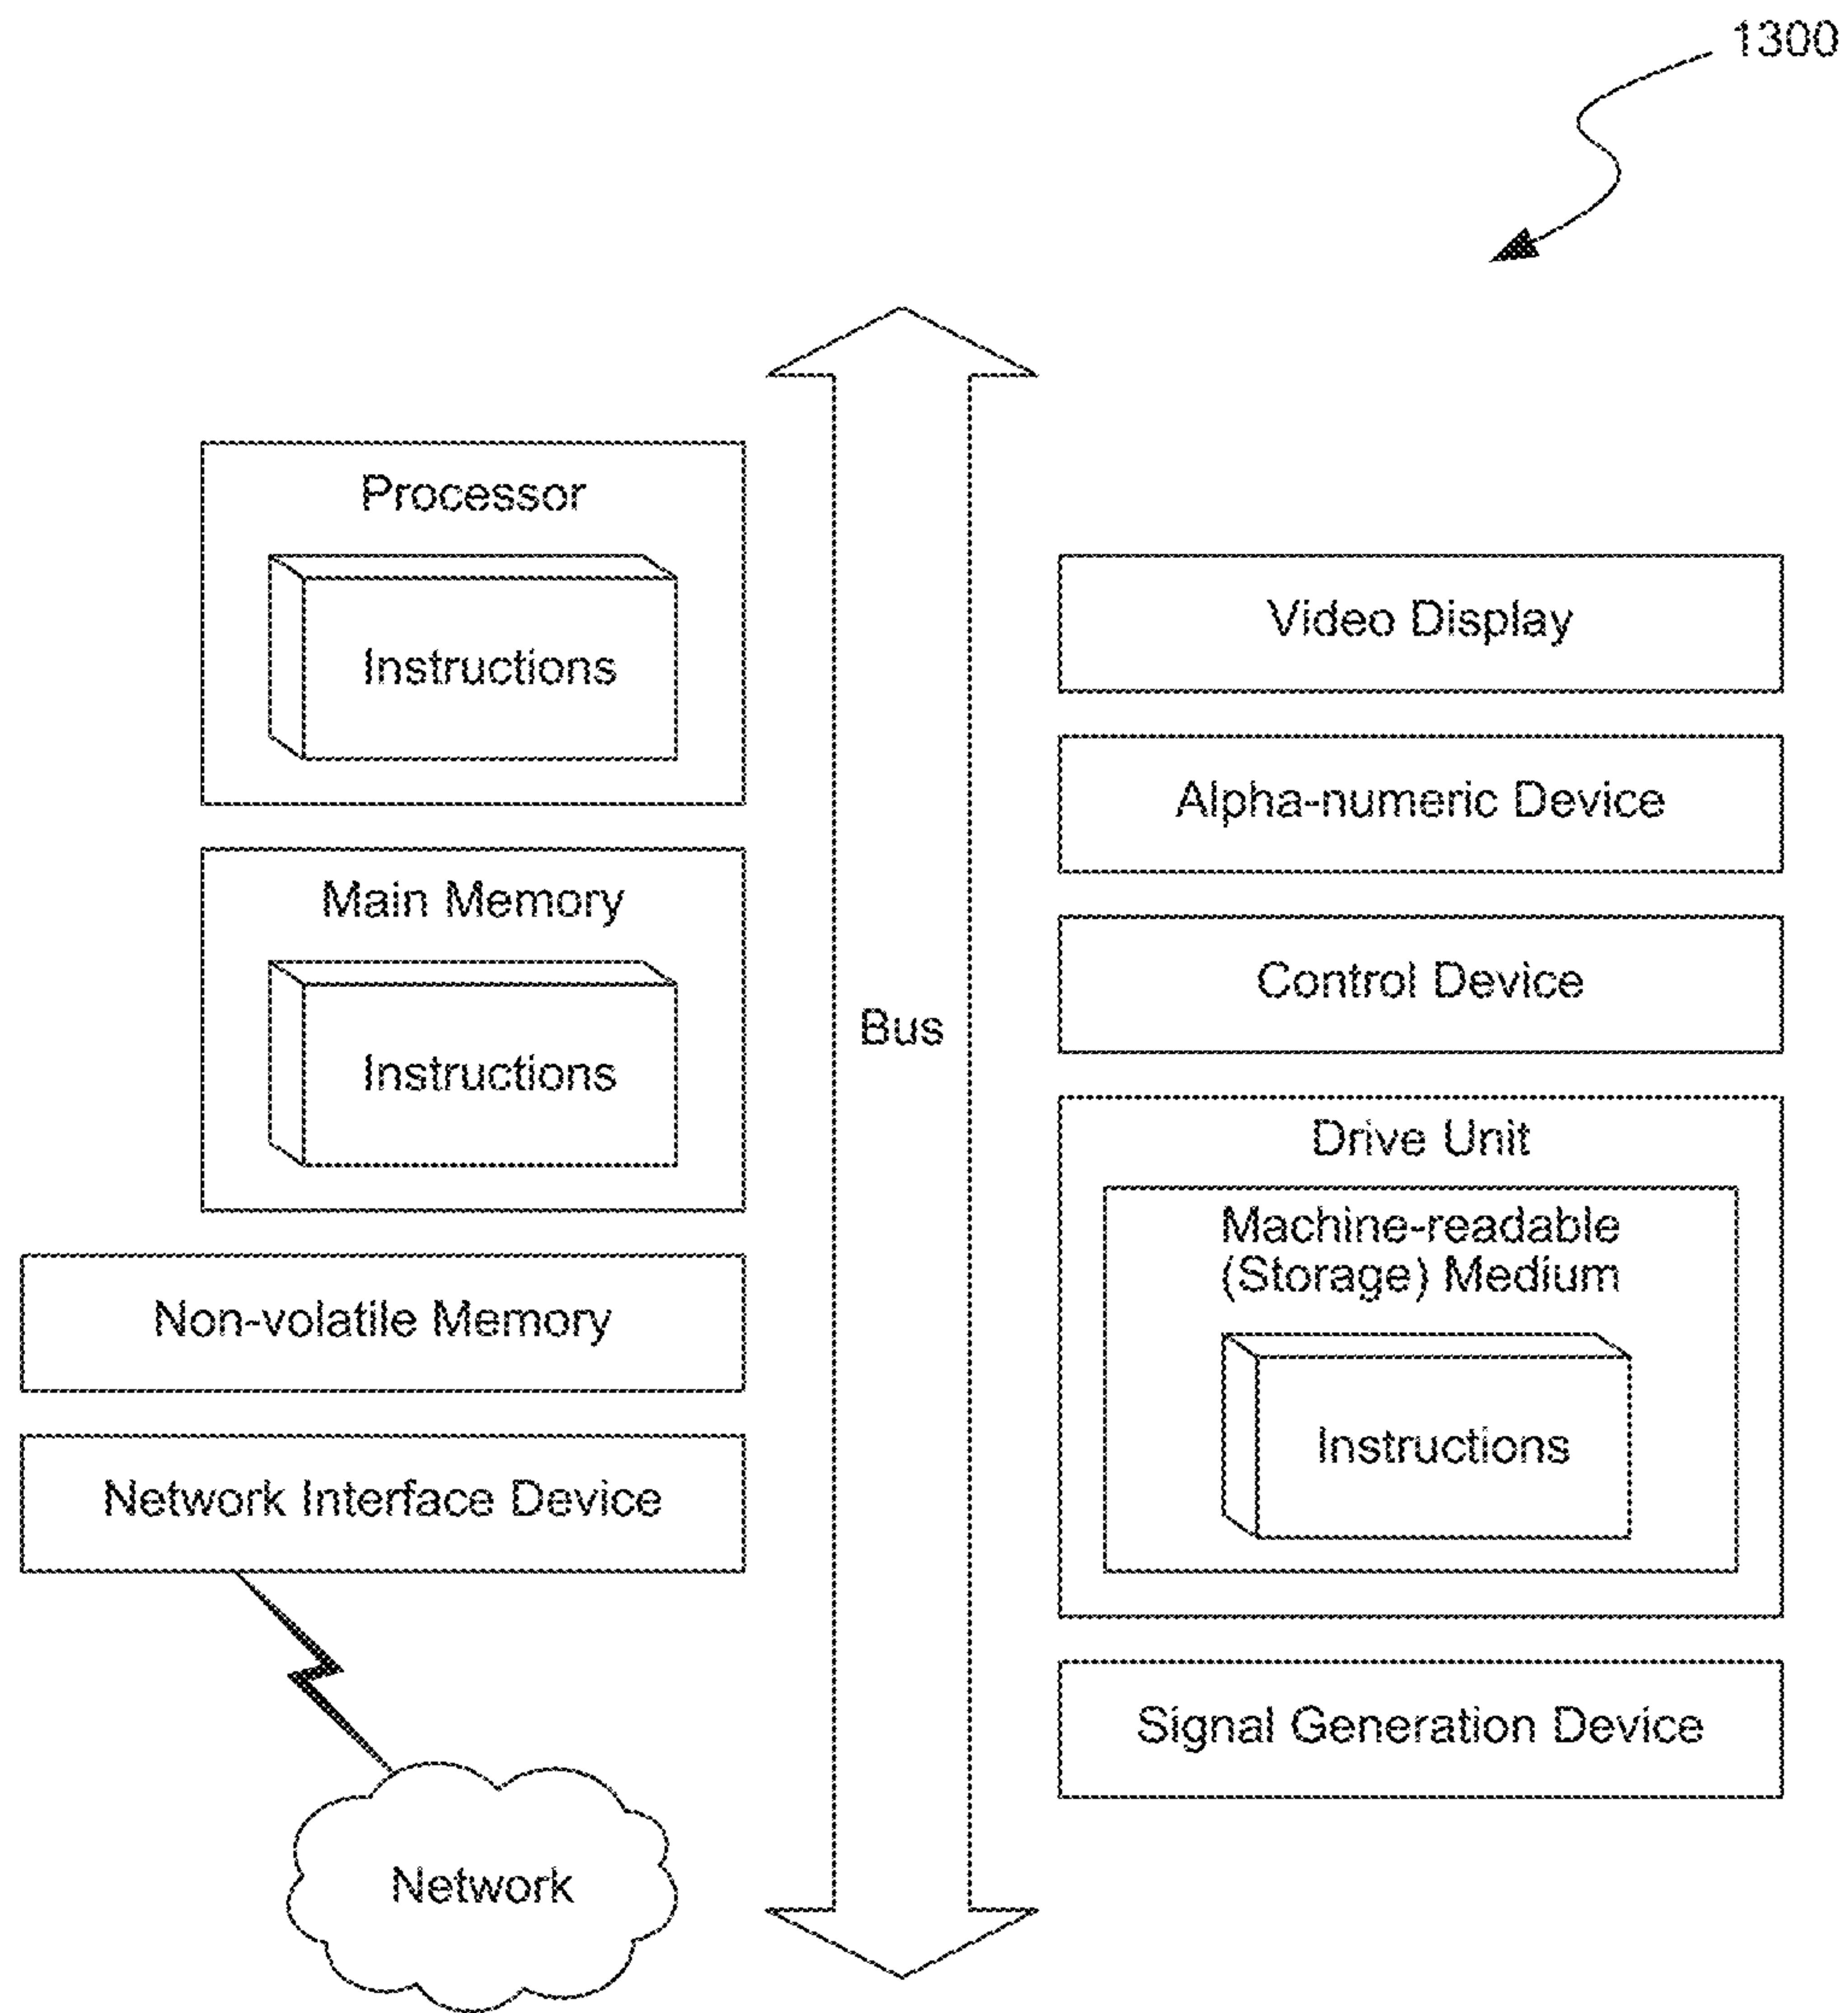 1300
Processor
Instructions
Main Memory
Instructions
Non-volatile Memory
Network Interface Device
Network
Bus
Video Display
Alpha-numeric Device
Control Device
Drive Unit
Machine-readable
(Storage) Medium
Instructions
Signal Generation Device